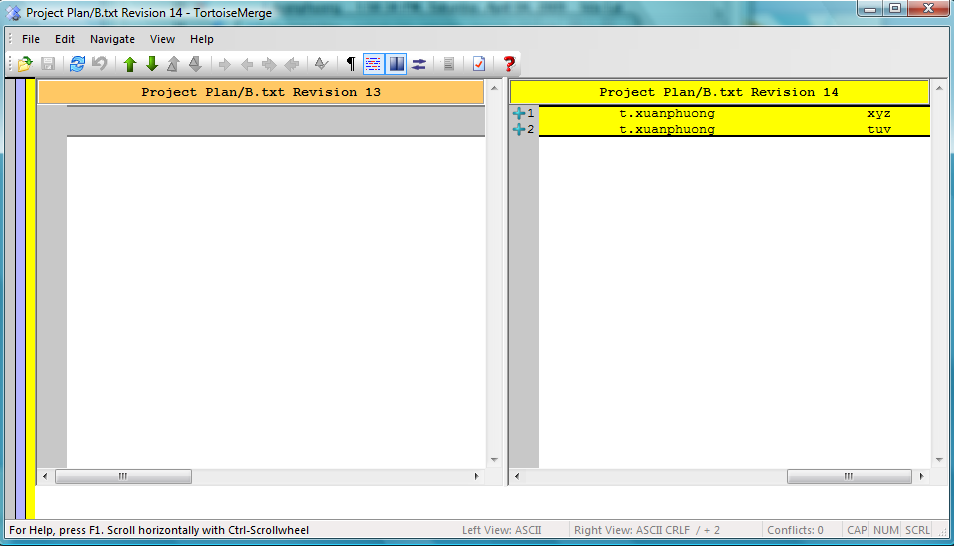 Project Plan/B.txt Revision 14 - TortoiseMerge
File Edit Navigate View Help
Project Plan/B.txt Revision 13
Project Plan/B.txt Revision 14
1 t.xuanphuong xyz
2 t.xuanphuong tuv
For Help, press F1. Scroll horizontally with Ctrl-Scrollwheel Left View: ASCII Right View: ASCII CRLF / + 2 Conflicts: 0 CAP NUM SCRL